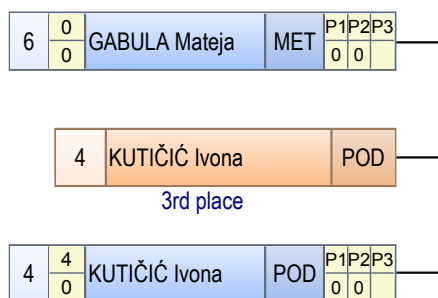 6 0 0 GABULA Mateja MET P1 P2 P3 0 0
4 KUTIČIĆ Ivona POD
3rd place
4 4 0 KUTIČIĆ Ivona POD P1 P2 P3 0 0